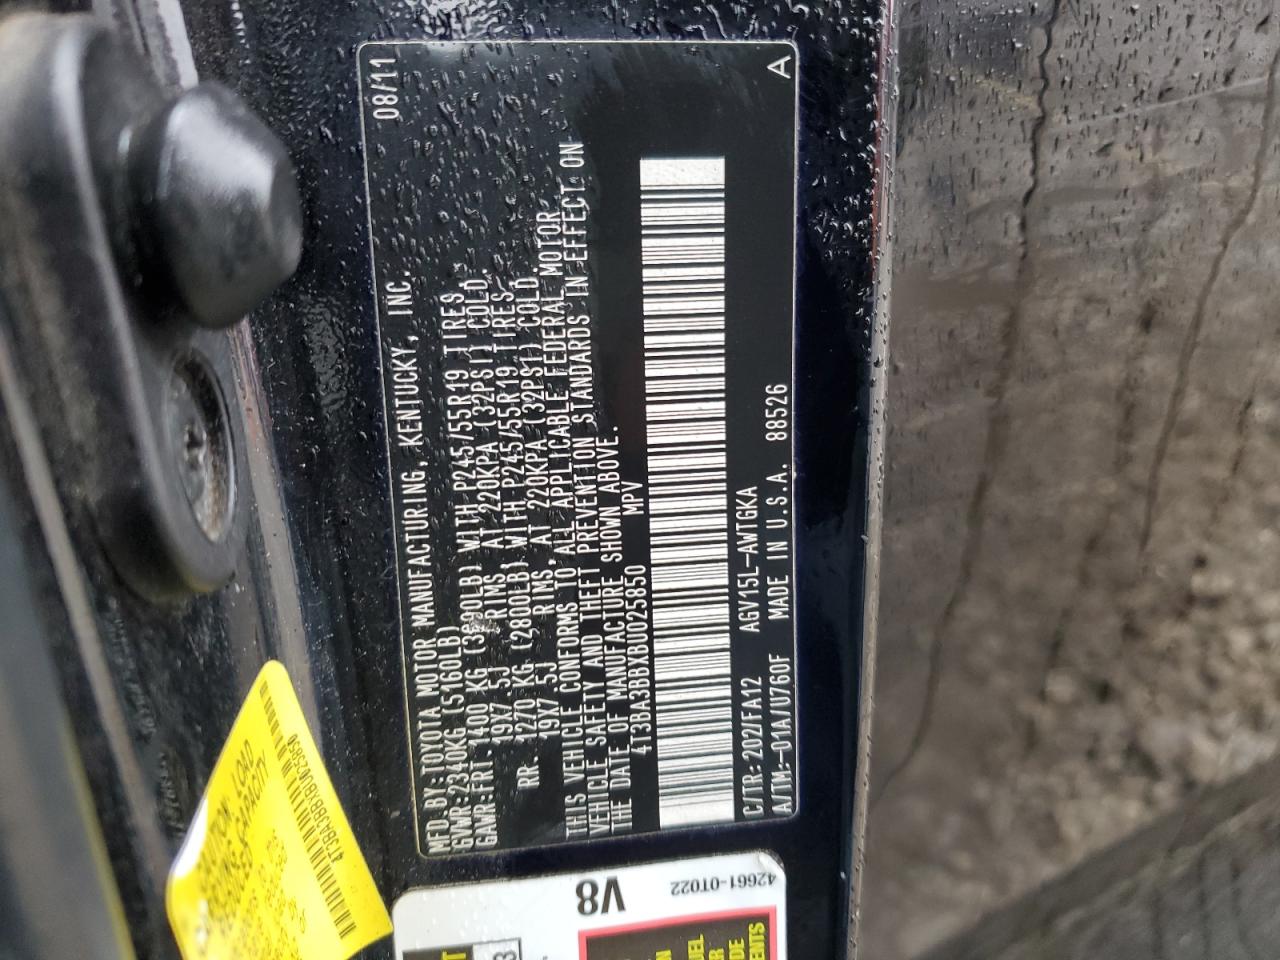 08/11
MFD.BY:TOYOTA MOTOR MANUFACTURING, KENTUCKY, INC.
GVWR:2340KG (5160LB)
GAWR:FRT. 1400 KG (3090LB) WITH P245/55R19 TIRES,
19X7.5J RIMS, AT 220KPA (32PSI) COLD.
RR. 1270 KG (2800LB) WITH P245/55R19 TIRES,
19X7.5J RIMS, AT 220KPA (32PSI) COLD.
THIS VEHICLE CONFORMS TO ALL APPLICABLE FEDERAL MOTOR
VEHICLE SAFETY AND THEFT PREVENTION STANDARDS IN EFFECT ON
THE DATE OF MANUFACTURE SHOWN ABOVE.
4T3BA3BBXBU025850 MPV
C/TR:202/FA12 AGV15L-AWTGKA A
A/TM:-01A/U760F MADE IN U.S.A. 88526
LOAD
CAPACITY
4T3BA3BBXBU025850
V8
42661-0T022